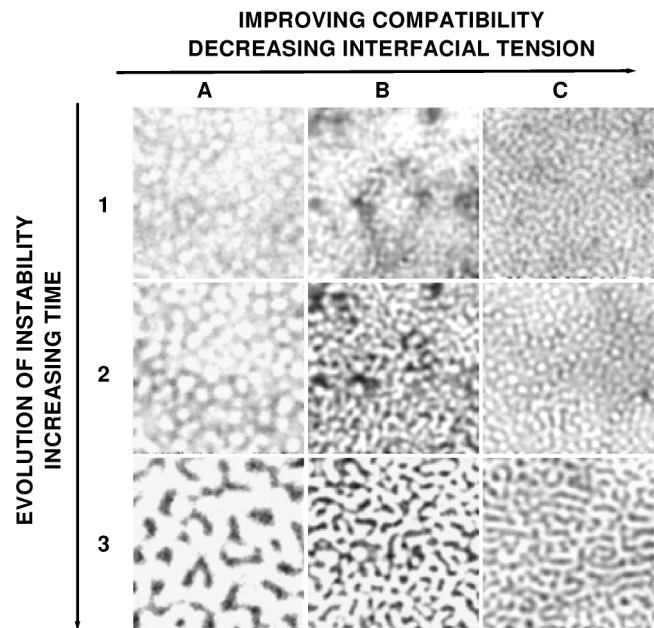 IMPROVING COMPATIBILITY
DECREASING INTERFACIAL TENSION
A B C
EVOLUTION OF INSTABILITY
INCREASING TIME
1
2
3